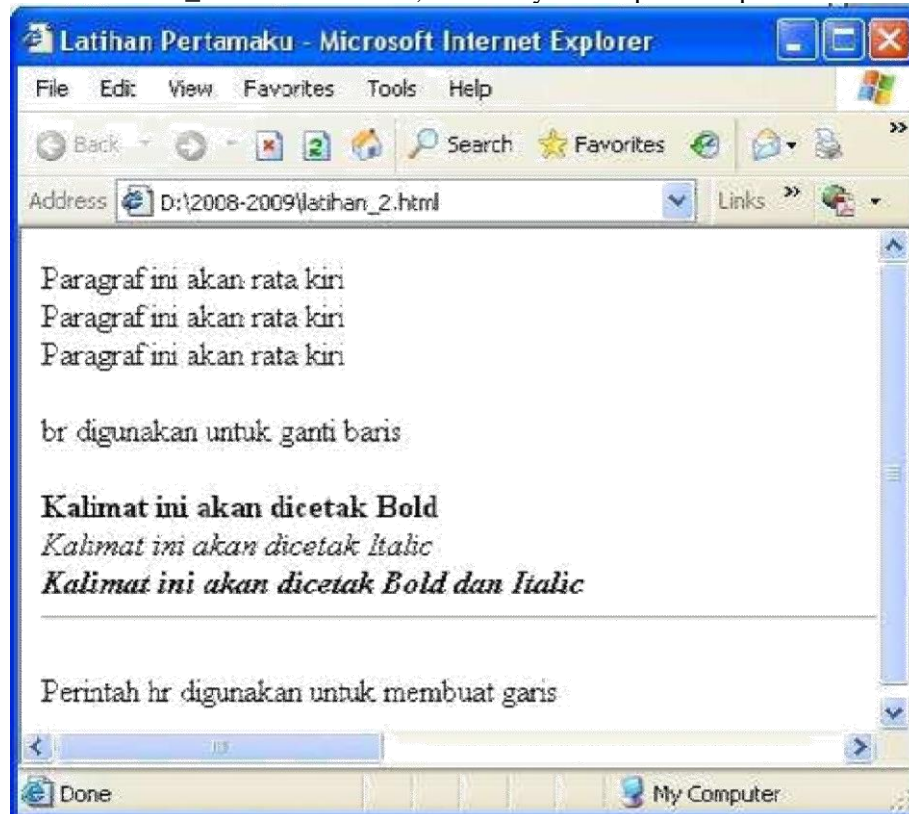 Latihan Pertamaku - Microsoft Internet Explorer
File Edit View Favorites Tools Help
Back Search Favorites »
Address D:\2008-2009\latihan_2.html Links »
Paragraf ini akan rata kiri
Paragraf ini akan rata kiri
Paragraf ini akan rata kiri
br digunakan untuk ganti baris
Kalimat ini akan dicetak Bold
Kalimat ini akan dicetak Italic
Kalimat ini akan dicetak Bold dan Italic
Perintah hr digunakan untuk membuat garis
Done My Computer